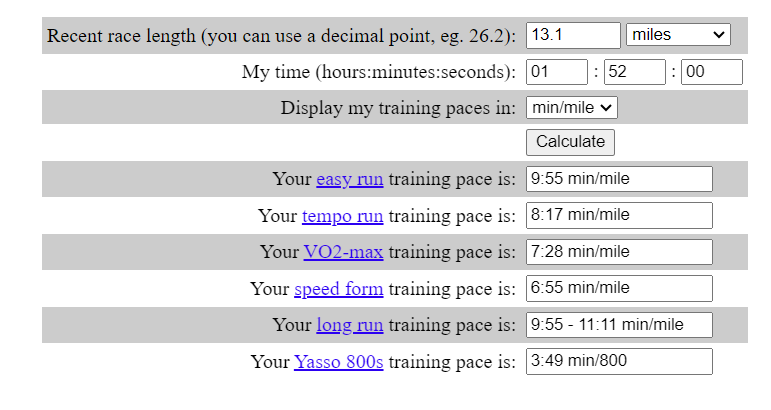 Recent race length (you can use a decimal point, eg. 26.2): 13.1 miles
My time (hours:minutes:seconds): 01 : 52 : 00
Display my training paces in: min/mile
Calculate
Your easy run training pace is: 9:55 min/mile
Your tempo run training pace is: 8:17 min/mile
Your VO2-max training pace is: 7:28 min/mile
Your speed form training pace is: 6:55 min/mile
Your long run training pace is: 9:55 - 11:11 min/mile
Your Yasso 800s training pace is: 3:49 min/800